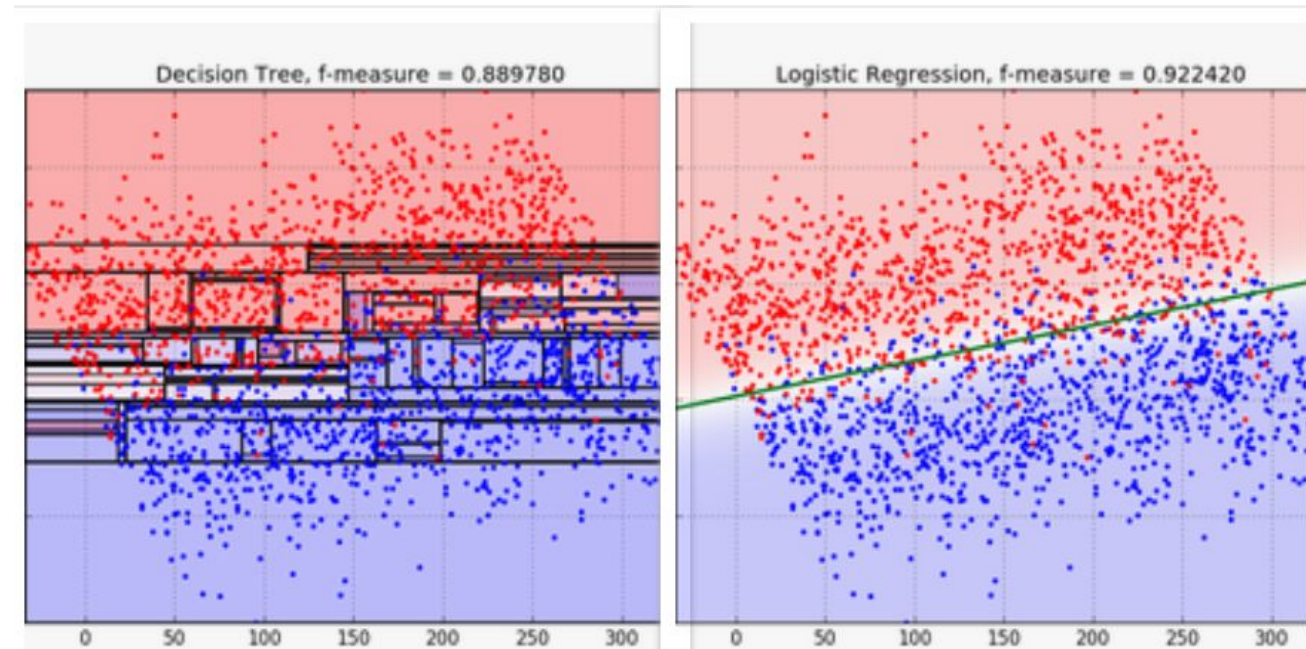 Decision Tree, f-measure = 0.889780
0 50 100 150 200 250 300
Logistic Regression, f-measure = 0.922420
0 50 100 150 200 250 300